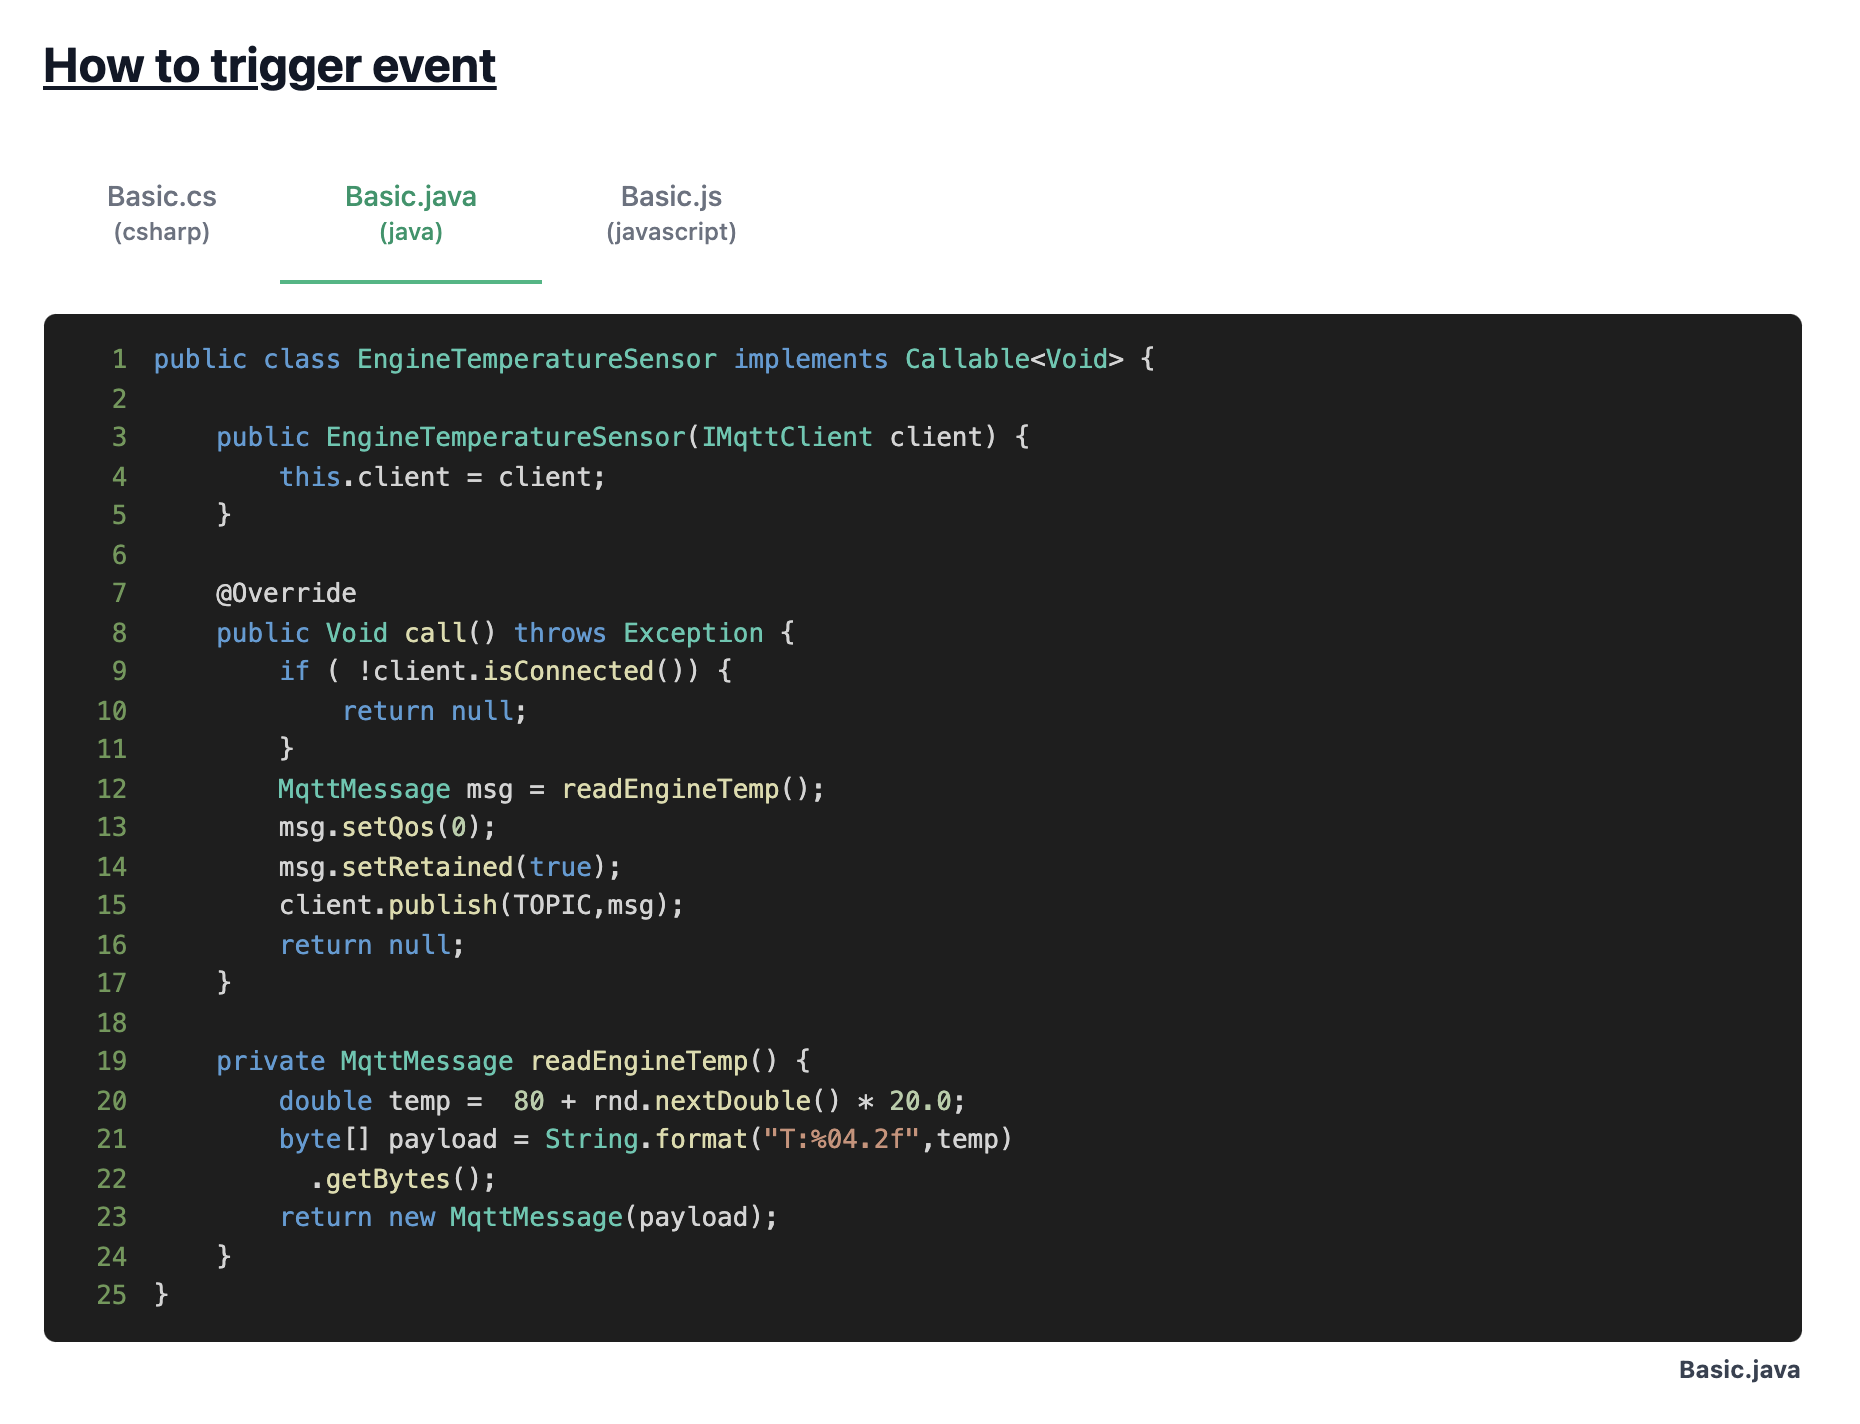 How to trigger event
Basic.cs
(csharp)
Basic.java
(java)
Basic.js
(javascript)
1 public class EngineTemperatureSensor implements Callable<Void> {
2
3     public EngineTemperatureSensor(IMqttClient client) {
4         this.client = client;
5     }
6
7     @Override
8     public Void call() throws Exception {
9         if ( !client.isConnected()) {
10             return null;
11         }
12         MqttMessage msg = readEngineTemp();
13         msg.setQos(0);
14         msg.setRetained(true);
15         client.publish(TOPIC,msg);
16         return null;
17     }
18
19     private MqttMessage readEngineTemp() {
20         double temp =  80 + rnd.nextDouble() * 20.0;
21         byte[] payload = String.format("T:%04.2f",temp)
22           .getBytes();
23         return new MqttMessage(payload);
24     }
25 }
Basic.java